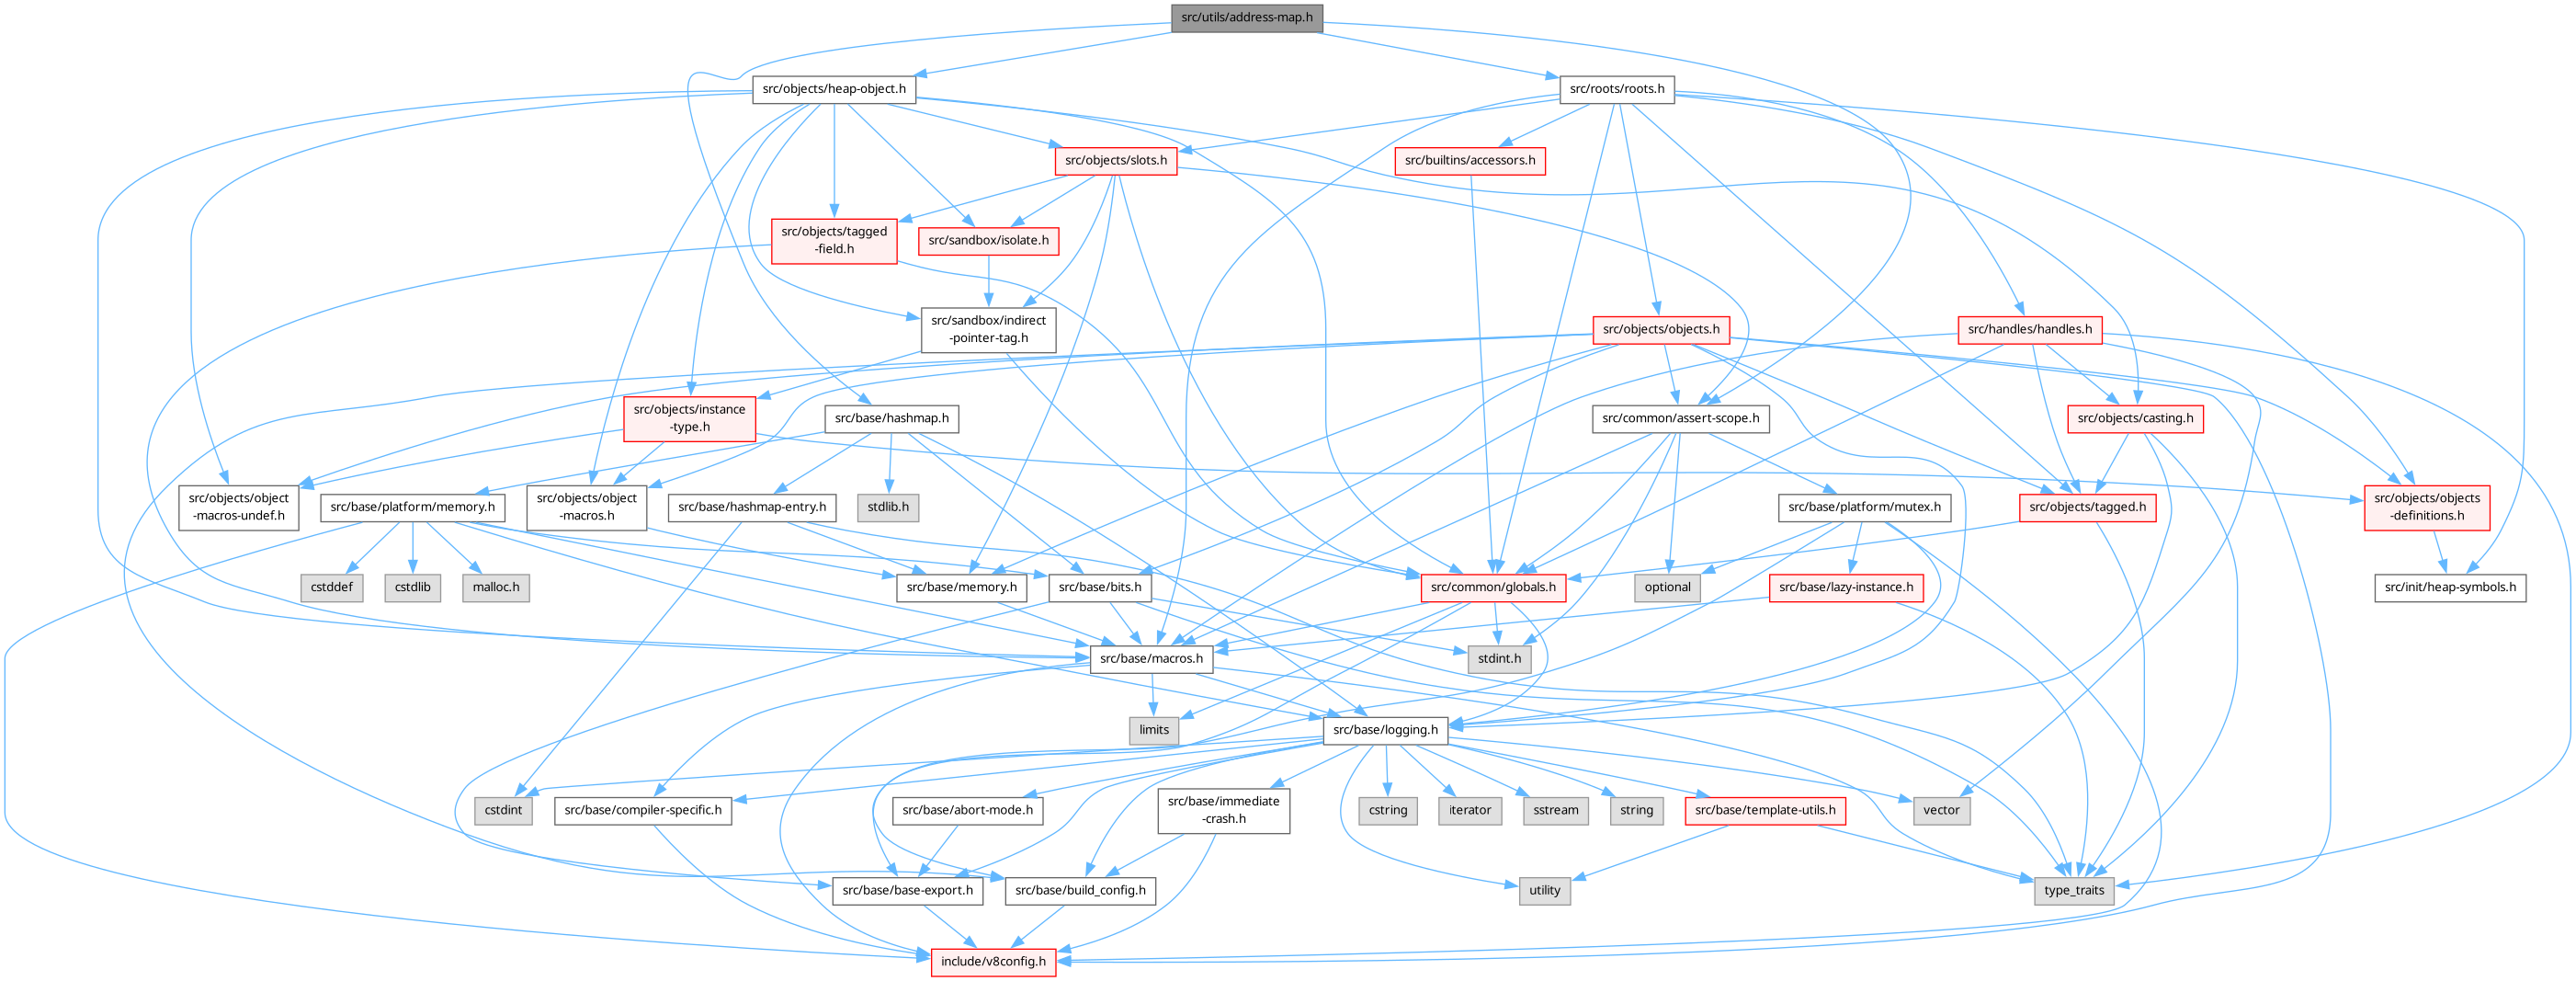 src/utils/address-map.h
src/objects/heap-object.h
src/roots/roots.h
src/objects/slots.h
src/builtins/accessors.h
src/objects/tagged
-field.h
src/sandbox/isolate.h
src/sandbox/indirect
-pointer-tag.h
src/objects/objects.h
src/handles/handles.h
src/objects/instance
-type.h
src/base/hashmap.h
src/common/assert-scope.h
src/objects/casting.h
src/objects/object
-macros-undef.h
src/base/platform/memory.h
src/objects/object
-macros.h
src/base/hashmap-entry.h
stdlib.h
src/base/platform/mutex.h
src/objects/tagged.h
src/objects/objects
-definitions.h
cstddef
cstdlib
malloc.h
src/base/memory.h
src/base/bits.h
src/common/globals.h
optional
src/base/lazy-instance.h
src/init/heap-symbols.h
src/base/macros.h
stdint.h
limits
src/base/logging.h
cstdint
src/base/compiler-specific.h
src/base/abort-mode.h
src/base/immediate
-crash.h
cstring
iterator
sstream
string
src/base/template-utils.h
vector
src/base/base-export.h
src/base/build_config.h
utility
type_traits
include/v8config.h